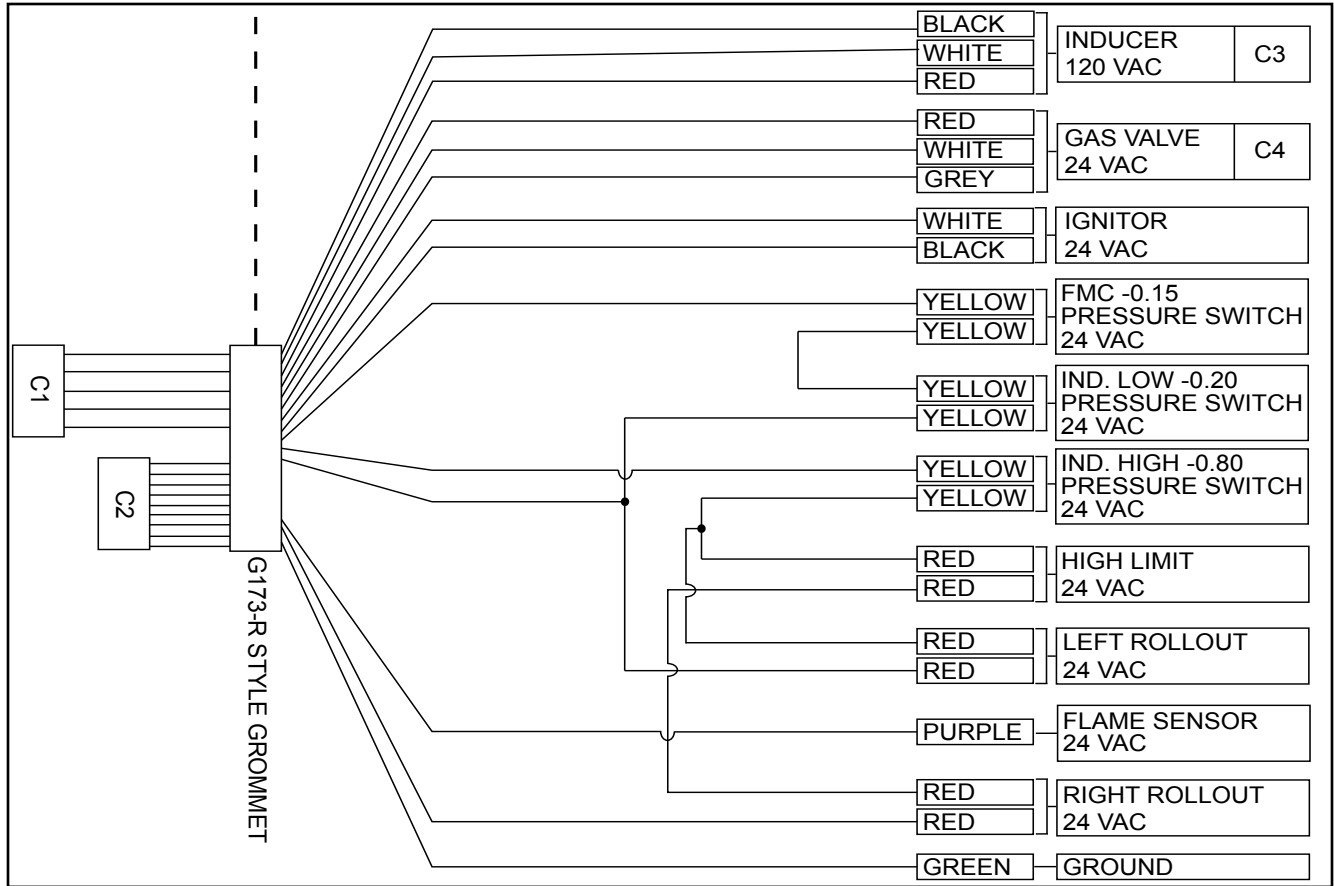 BLACK
WHITE
RED
INDUCER
120 VAC
C3
RED
WHITE
GREY
GAS VALVE
24 VAC
C4
WHITE
BLACK
IGNITOR
24 VAC
YELLOW
YELLOW
FMC -0.15
PRESSURE SWITCH
24 VAC
YELLOW
YELLOW
IND. LOW -0.20
PRESSURE SWITCH
24 VAC
YELLOW
YELLOW
IND. HIGH -0.80
PRESSURE SWITCH
24 VAC
RED
RED
HIGH LIMIT
24 VAC
RED
RED
LEFT ROLLOUT
24 VAC
PURPLE
FLAME SENSOR
24 VAC
RED
RED
RIGHT ROLLOUT
24 VAC
GREEN
GROUND
C1
C2
G173-R STYLE GROMMET